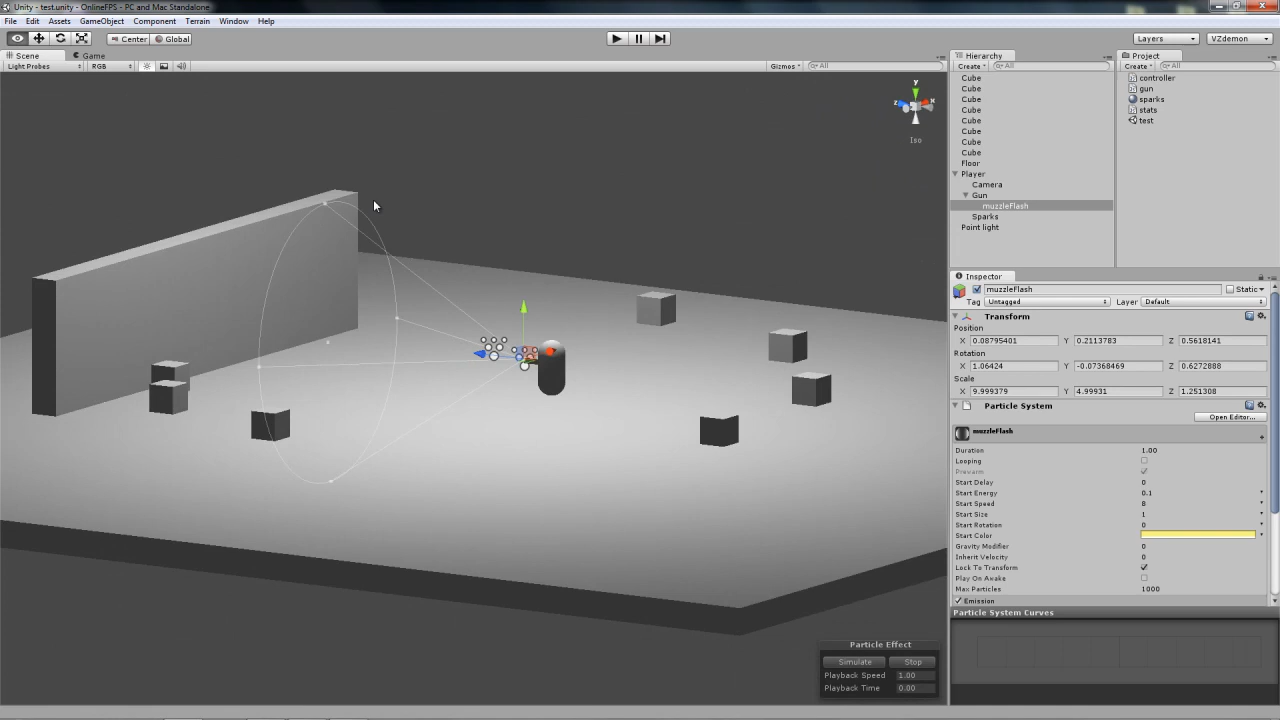 Unity - test.unity - OnlineFPS - PC and Mac Standalone
File Edit Assets GameObject Component Terrain Window Help
Center Global Layers VZdemon
Scene Game
Light Probes RGB Gizmos All
y
z x
Iso
Particle Effect
Simulate Stop
Playback Speed 1.00
Playback Time 0.00
Hierarchy
Create All
Cube
Cube
Cube
Cube
Cube
Cube
Cube
Cube
Floor
Player
Camera
Gun
muzzleFlash
Sparks
Point light
Project
Create All
controller
gun
sparks
stats
test
Inspector
muzzleFlash Static
Tag Untagged Layer Default
Transform
Position
X 0.08795401 Y 0.2113783 Z 0.5618141
Rotation
X 1.06424 Y -0.07368469 Z 0.6272888
Scale
X 9.999379 Y 4.99931 Z 1.251308
Particle System
Open Editor...
muzzleFlash
Duration 1.00
Looping
Prewarm
Start Delay 0
Start Energy 0.1
Start Speed 8
Start Size 1
Start Rotation 0
Start Color
Gravity Modifier 0
Inherit Velocity 0
Lock To Transform
Play On Awake
Max Particles 1000
Emission
Particle System Curves